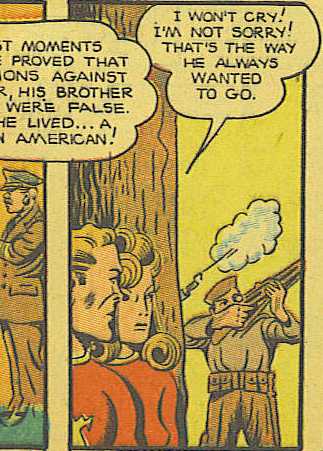 ST MOMENTS
PROVED THAT
IONS AGAINST
R, HIS BROTHER
WERE FALSE.
HE LIVED... A
N AMERICAN!
I WON'T CRY!
I'M NOT SORRY!
THAT'S THE WAY
HE ALWAYS
WANTED
TO GO.